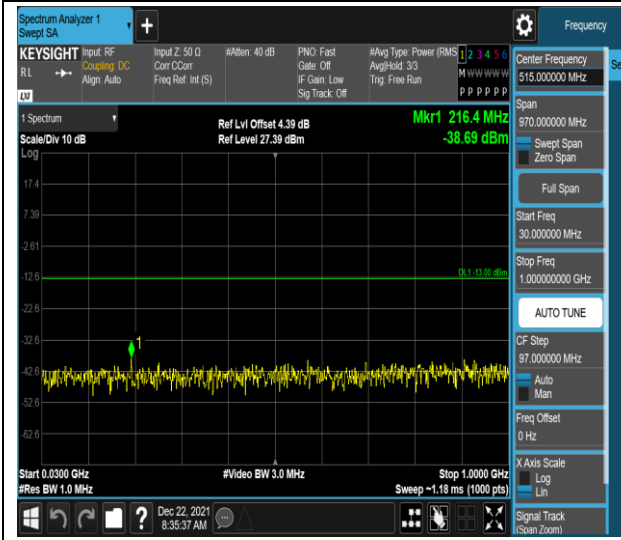 Spectrum Analyzer 1
Swept SA
+
Frequency
KEYSIGHT
RL
LXI
Input: RF
Coupling: DC
Align: Auto
Input Z: 50 Ω
Corr CCorr
Freq Ref: Int (S)
#Atten: 40 dB
PNO: Fast
Gate: Off
IF Gain: Low
Sig Track: Off
#Avg Type: Power (RMS
Avg|Hold: 3/3
Trig: Free Run
1 2 3 4 5 6
M W W W W W
P P P P P P
1 Spectrum
Scale/Div 10 dB
Log
Ref Lvl Offset 4.39 dB
Ref Level 27.39 dBm
Mkr1 216.4 MHz
-38.69 dBm
17.4
7.39
-2.61
-12.6
DL1 -13.00 dBm
-22.6
-32.6
1
-42.6
-52.6
-62.6
Start 0.0300 GHz
#Video BW 3.0 MHz
Stop 1.0000 GHz
#Res BW 1.0 MHz
Sweep ~1.18 ms (1000 pts)
Center Frequency
515.000000 MHz
Se
Span
970.000000 MHz
Swept Span
Zero Span
Full Span
Start Freq
30.000000 MHz
Stop Freq
1.000000000 GHz
AUTO TUNE
CF Step
97.000000 MHz
Auto
Man
Freq Offset
0 Hz
X Axis Scale
Log
Lin
Signal Track
(Span Zoom)
?
Dec 22, 2021
8:35:37 AM